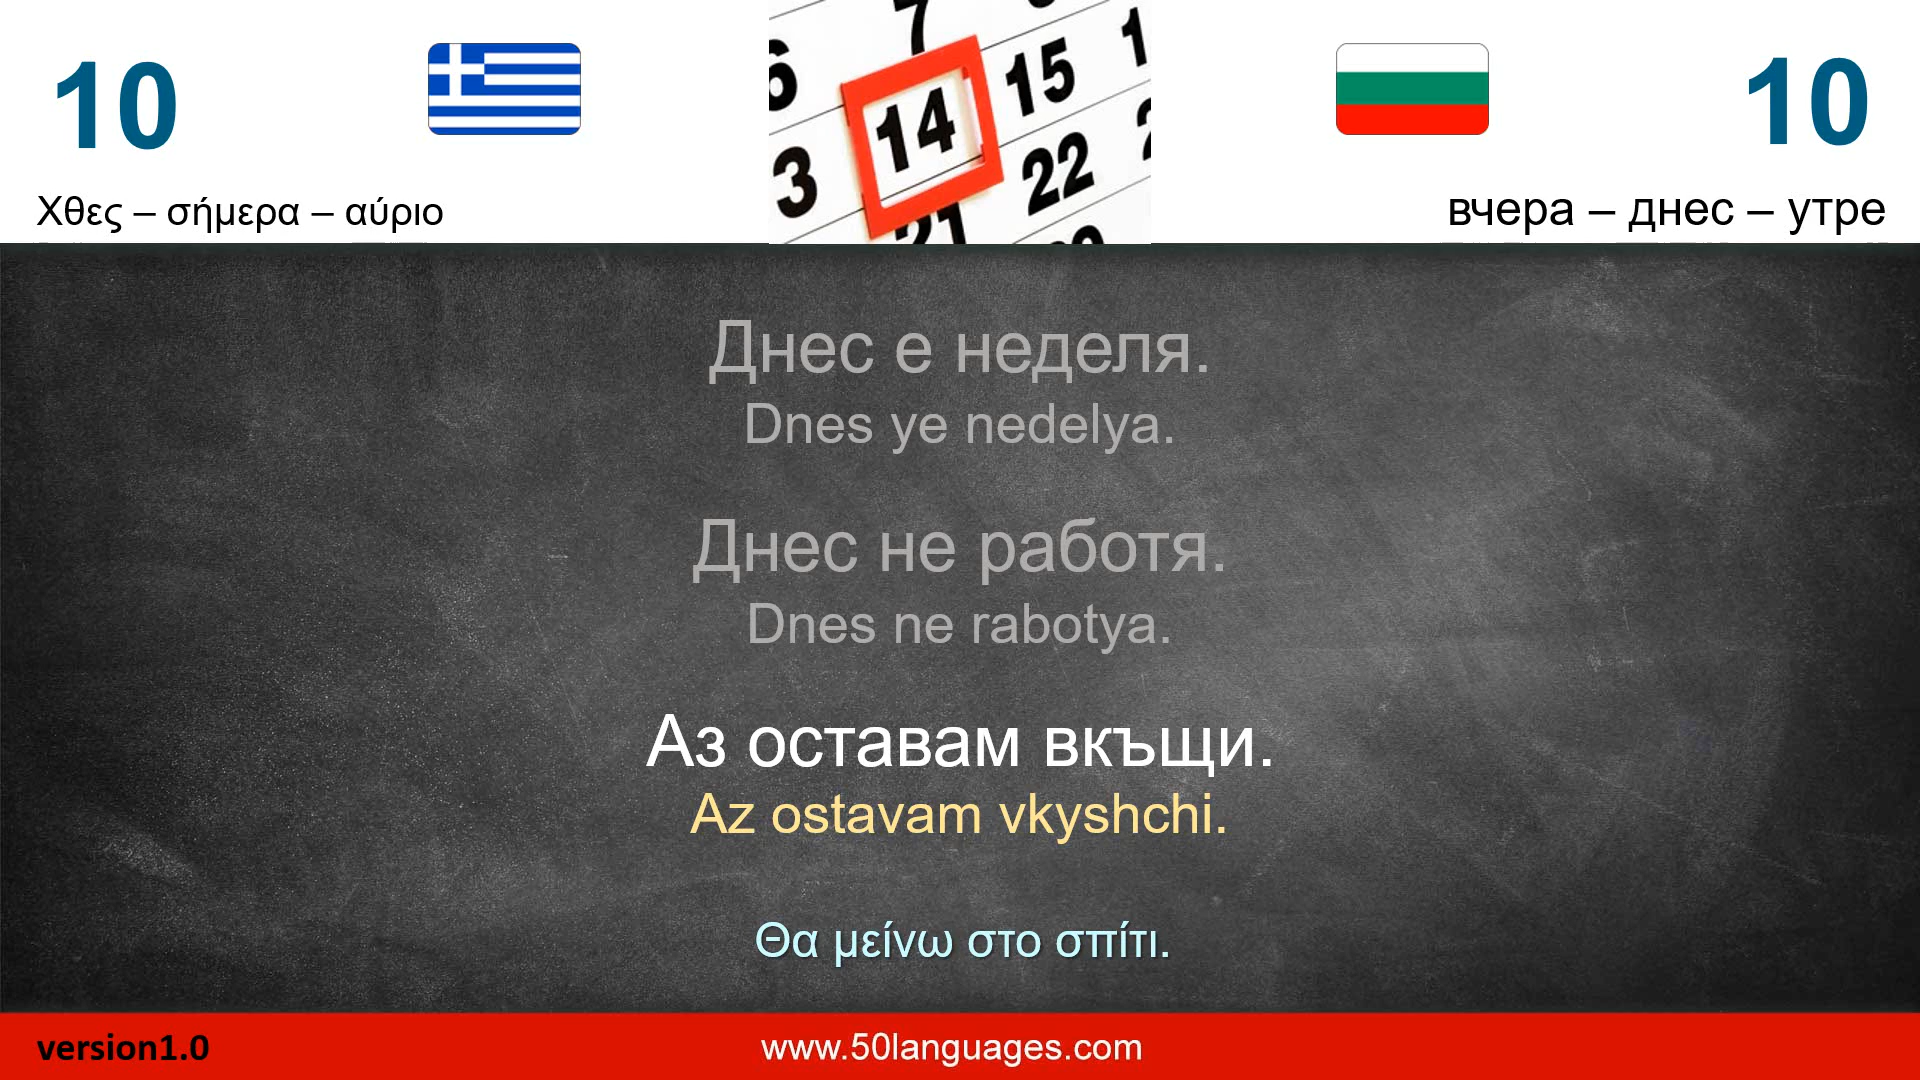 10
10
Χθες – σήμερα – αύριο
вчера – днес – утре
7
6
14
15
1
3
22
21
Днес е неделя.
Dnes ye nedelya.
Днес не работя.
Dnes ne rabotya.
Аз оставам вкъщи.
Az ostavam vkyshchi.
Θα μείνω στο σπίτι.
version1.0
www.50languages.com